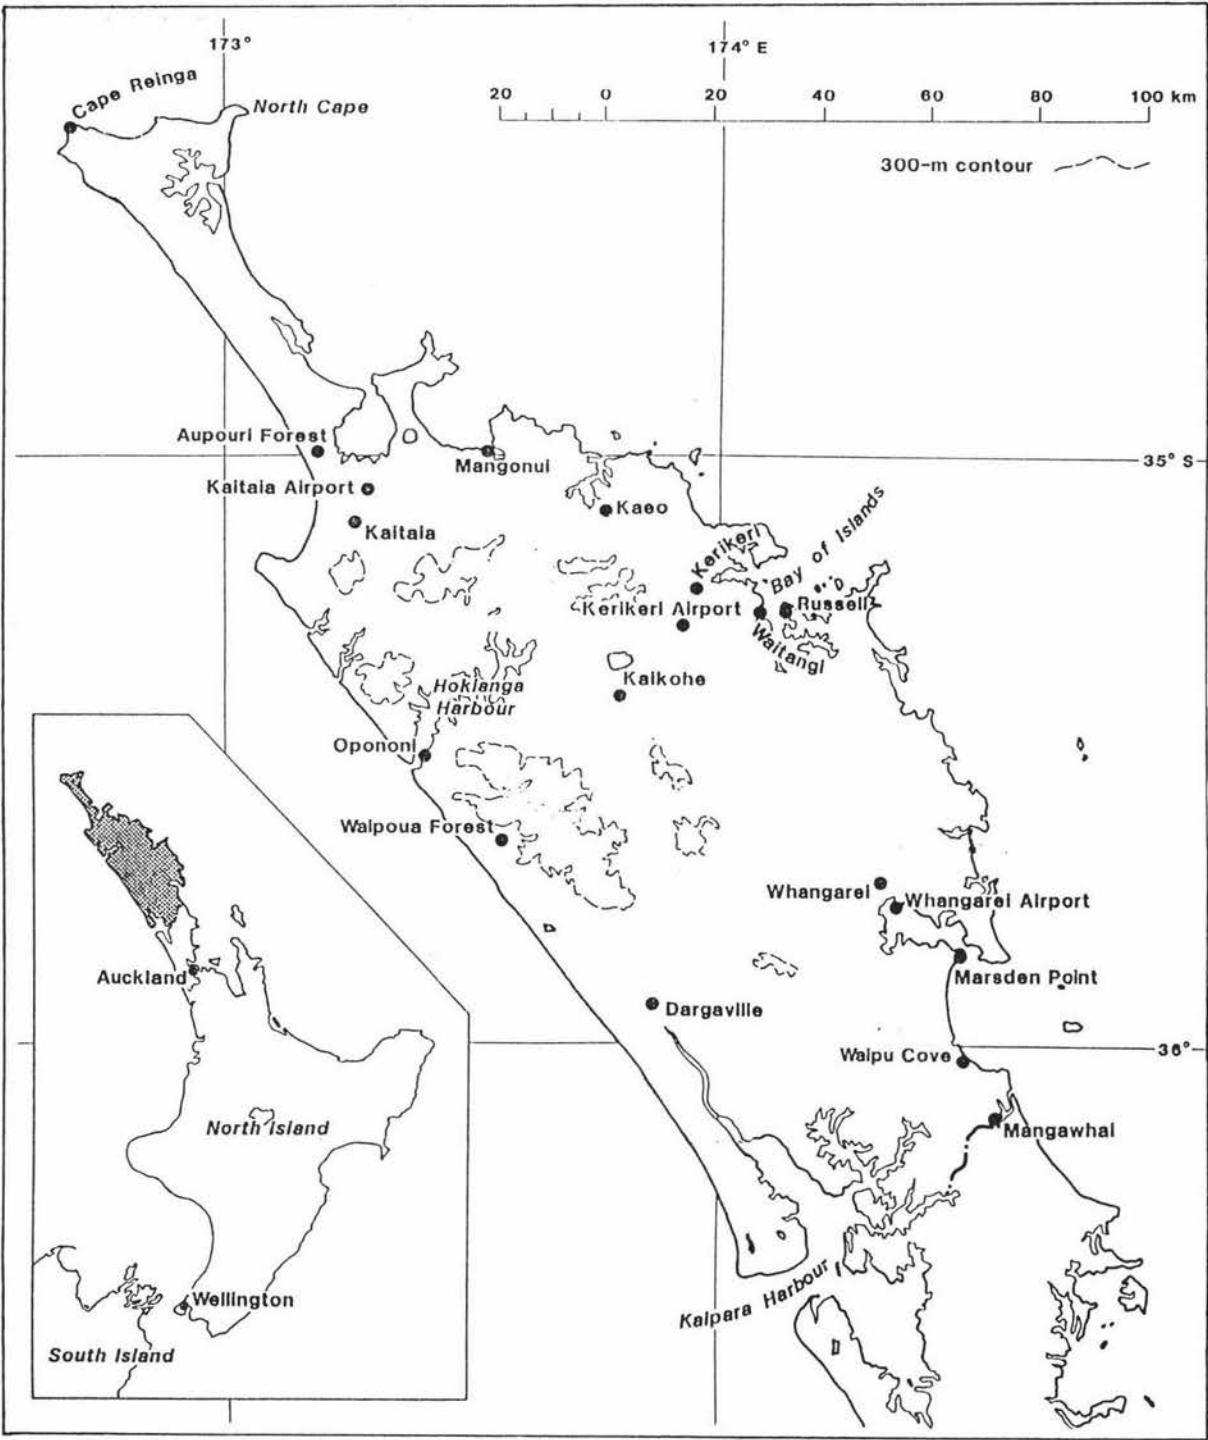 173°
174° E
Cape Reinga
North Cape
20 0 20 40 60 80 100 km
300-m contour
Aupouri Forest
Mangonui
35° S
Kaitaia Airport
Kaeo
Kaitaia
Kerikeri
Bay of Islands
Kerikeri Airport
Russell
Waitangi
Kaikohe
Hokianga
Harbour
Opononi
Waipoua Forest
Whangarei
Whangarei Airport
Marsden Point
Auckland
Dargaville
Waipu Cove
36°
North Island
Mangawhai
Kaipara Harbour
Wellington
South Island